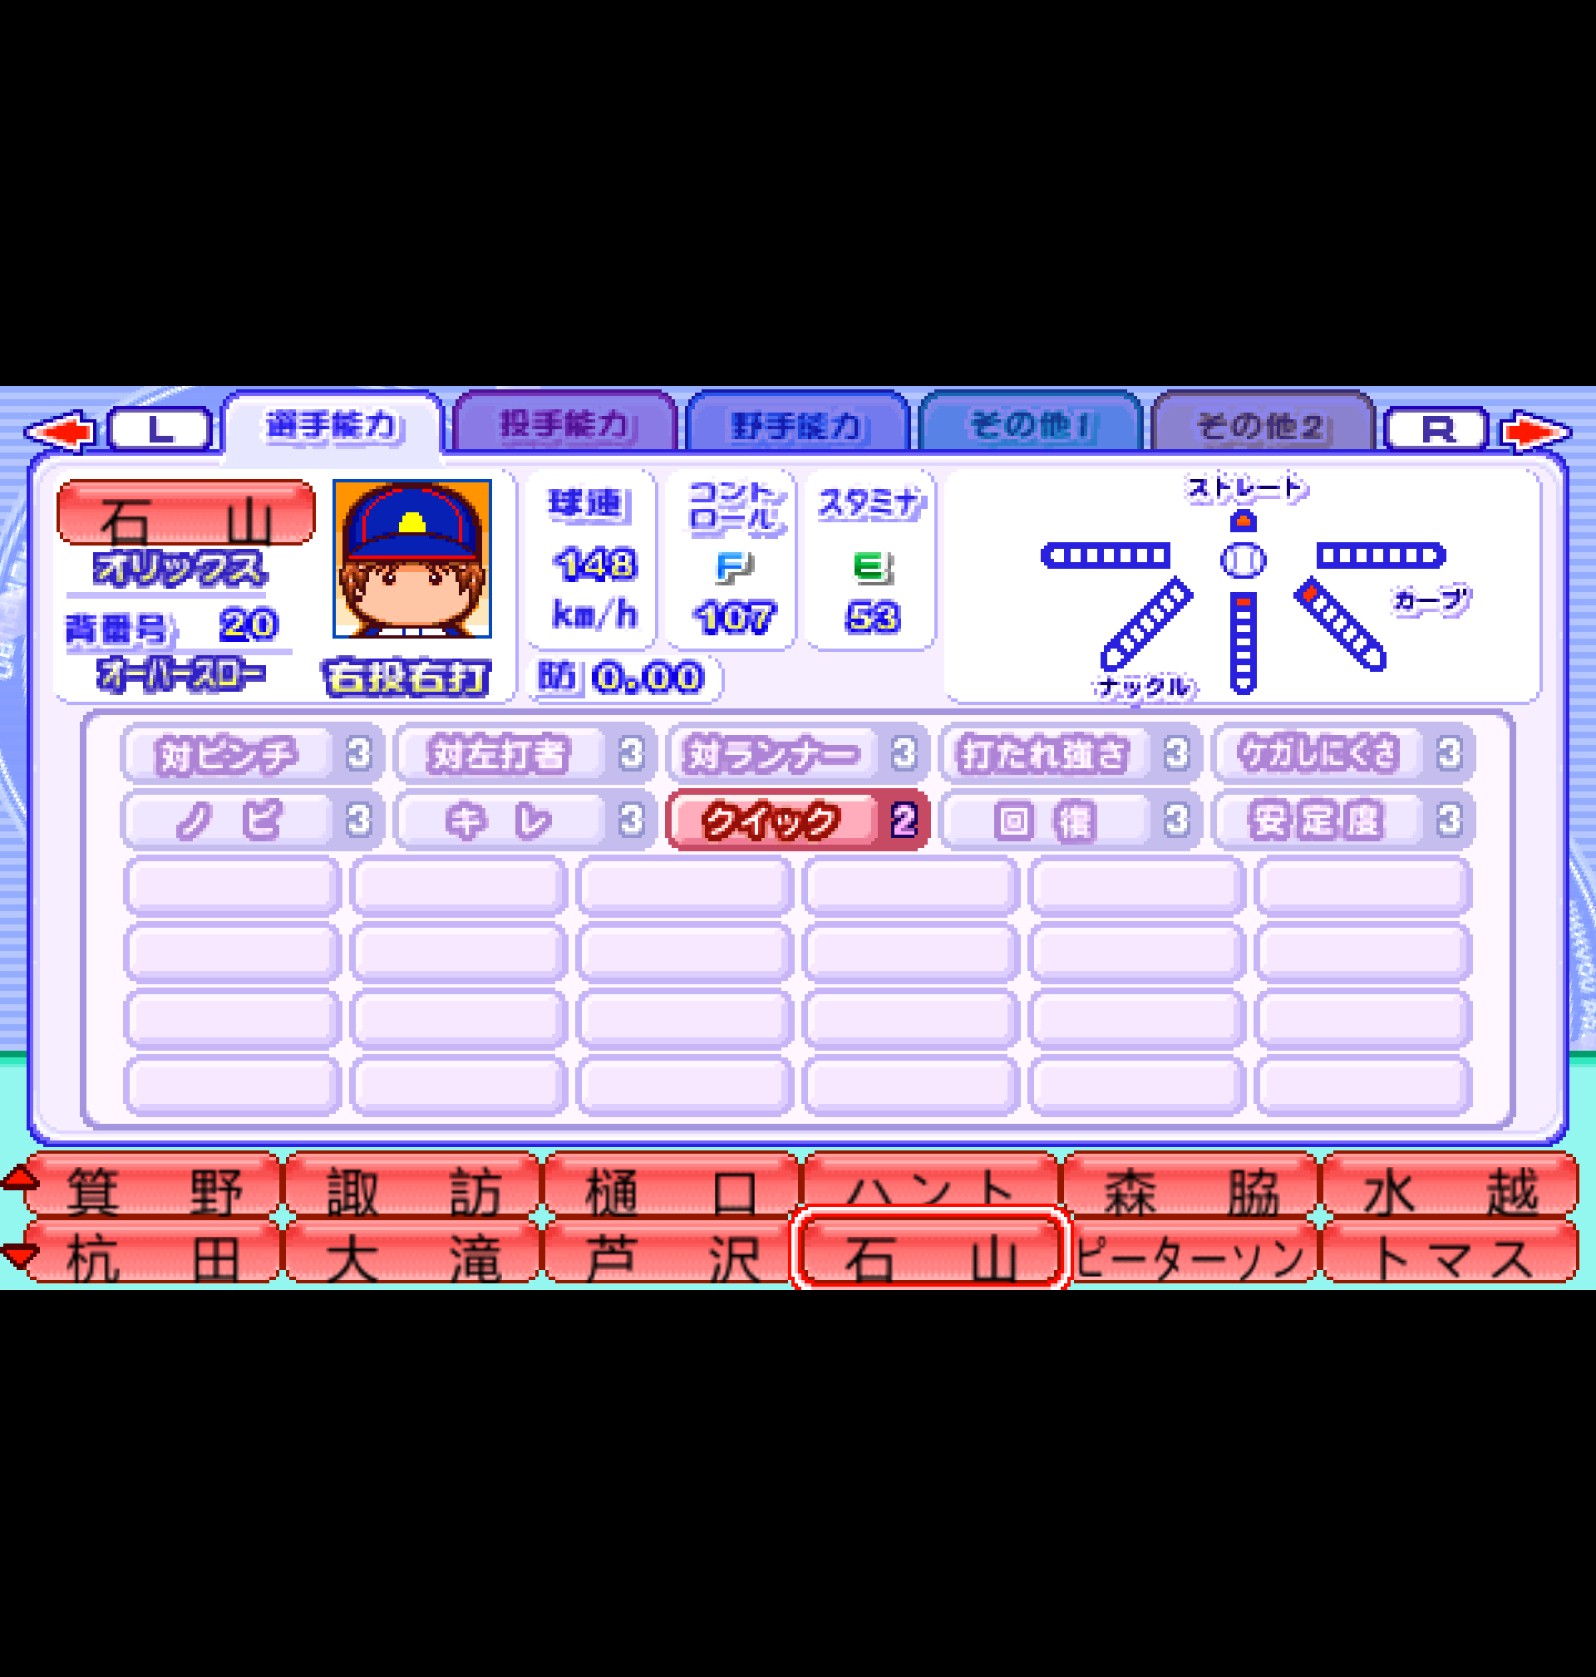 L 選手能力 投手能力 野手能力 その他1 その他2 R
石 山
オリックス
背番号 20
オーバースロー 右投右打
球速
148
km/h
コント
ロール
F
107
スタミナ
E
53
防 0.00
ストレート
カーブ
ナックル
対ピンチ 3 対左打者 3 対ランナー 3 打たれ強さ 3 ケガしにくさ 3
ノビ 3 キレ 3 クイック 2 回復 3 安定度 3
箕 野 諏 訪 樋 口 ハント 森 脇 水 越
杭 田 大 滝 芦 沢 石 山 ピーターソン トマス